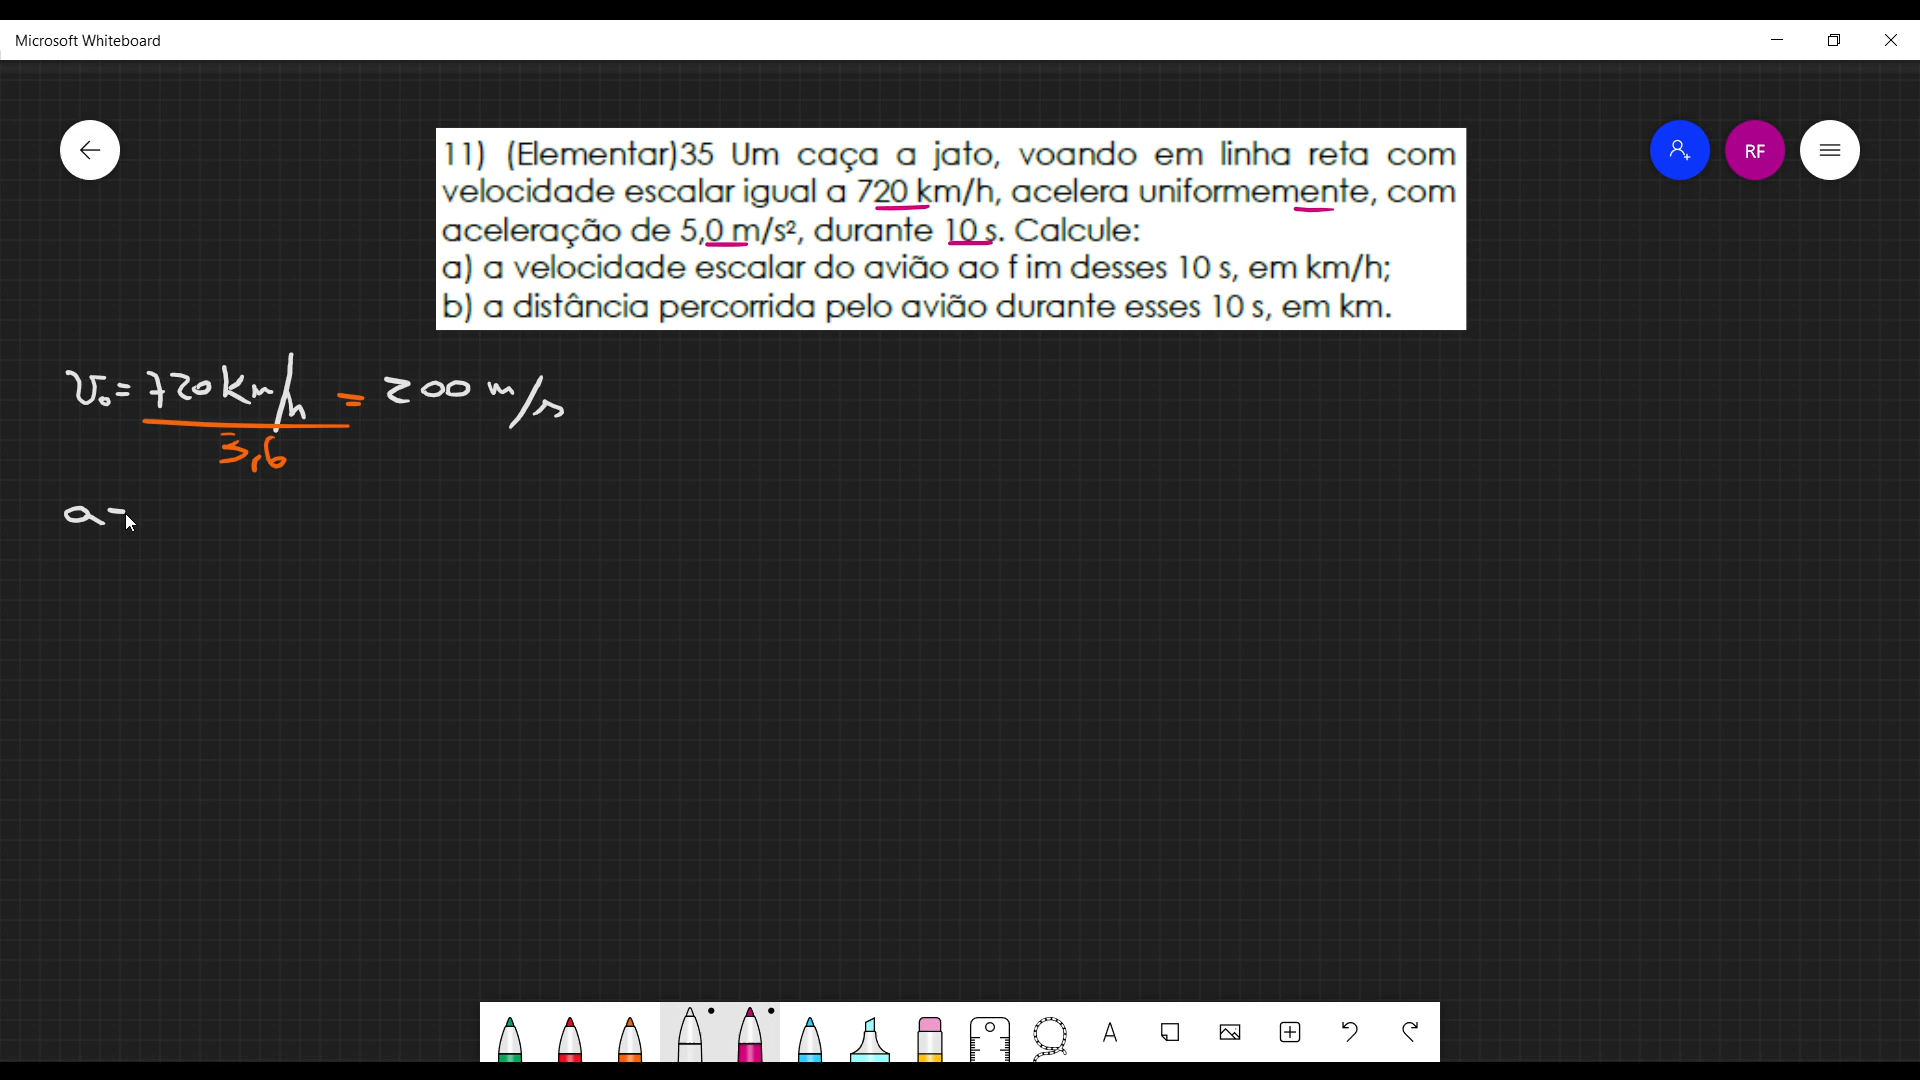 Microsoft Whiteboard
11) (Elementar)35 Um caça a jato, voando em linha reta com
velocidade escalar igual a 720 km/h, acelera uniformemente, com
aceleração de 5,0 m/s², durante 10 s. Calcule:
a) a velocidade escalar do avião ao f im desses 10 s, em km/h;
b) a distância percorrida pelo avião durante esses 10 s, em km.
RF
v₀ = 720 km/h = 200 m/s
3,6
a =
A